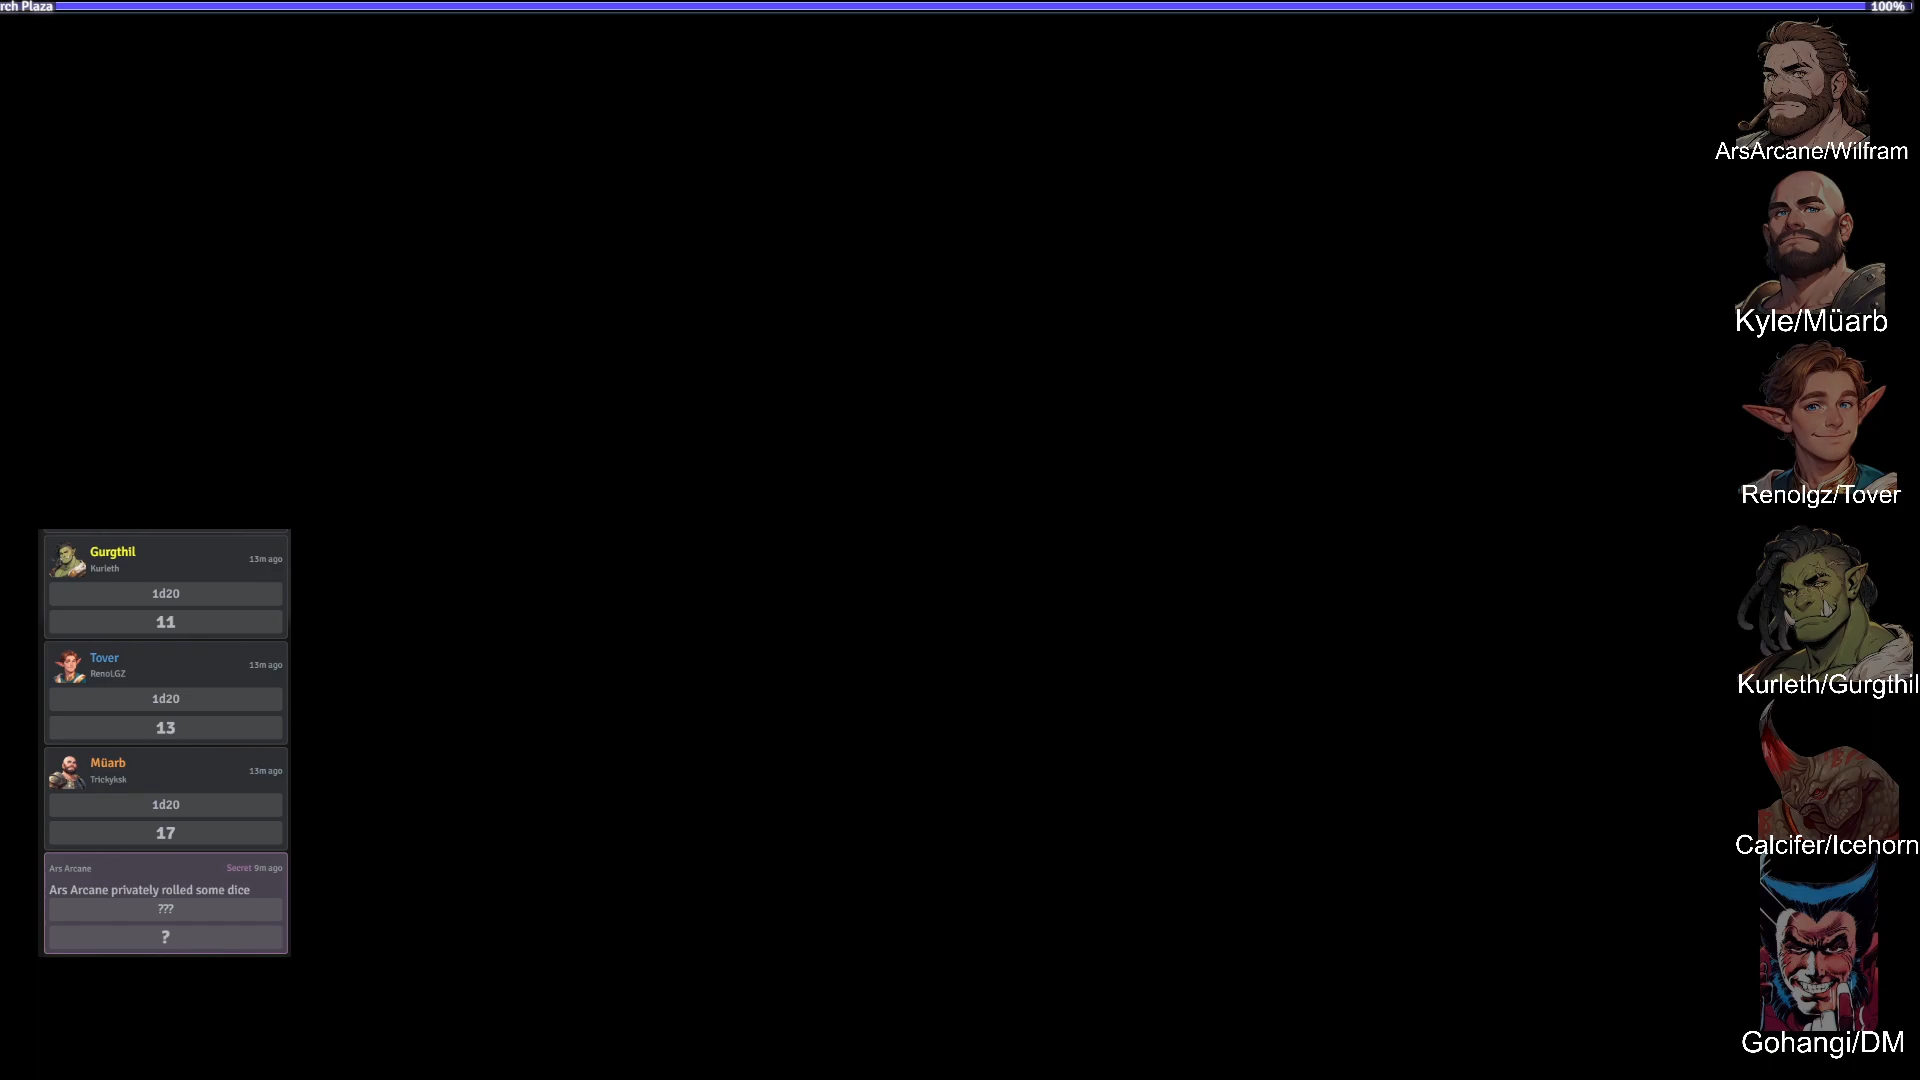 rch Plaza
100%
ArsArcane/Wilfram
Kyle/Müarb
Renolgz/Tover
Kurleth/Gurgthil
Calcifer/Icehorn
Gohangi/DM
Gurgthil
Kurleth
13m ago
1d20
11
Tover
RenoLGZ
13m ago
1d20
13
Müarb
Trickyksk
13m ago
1d20
17
Ars Arcane
Secret 9m ago
Ars Arcane privately rolled some dice
???
?